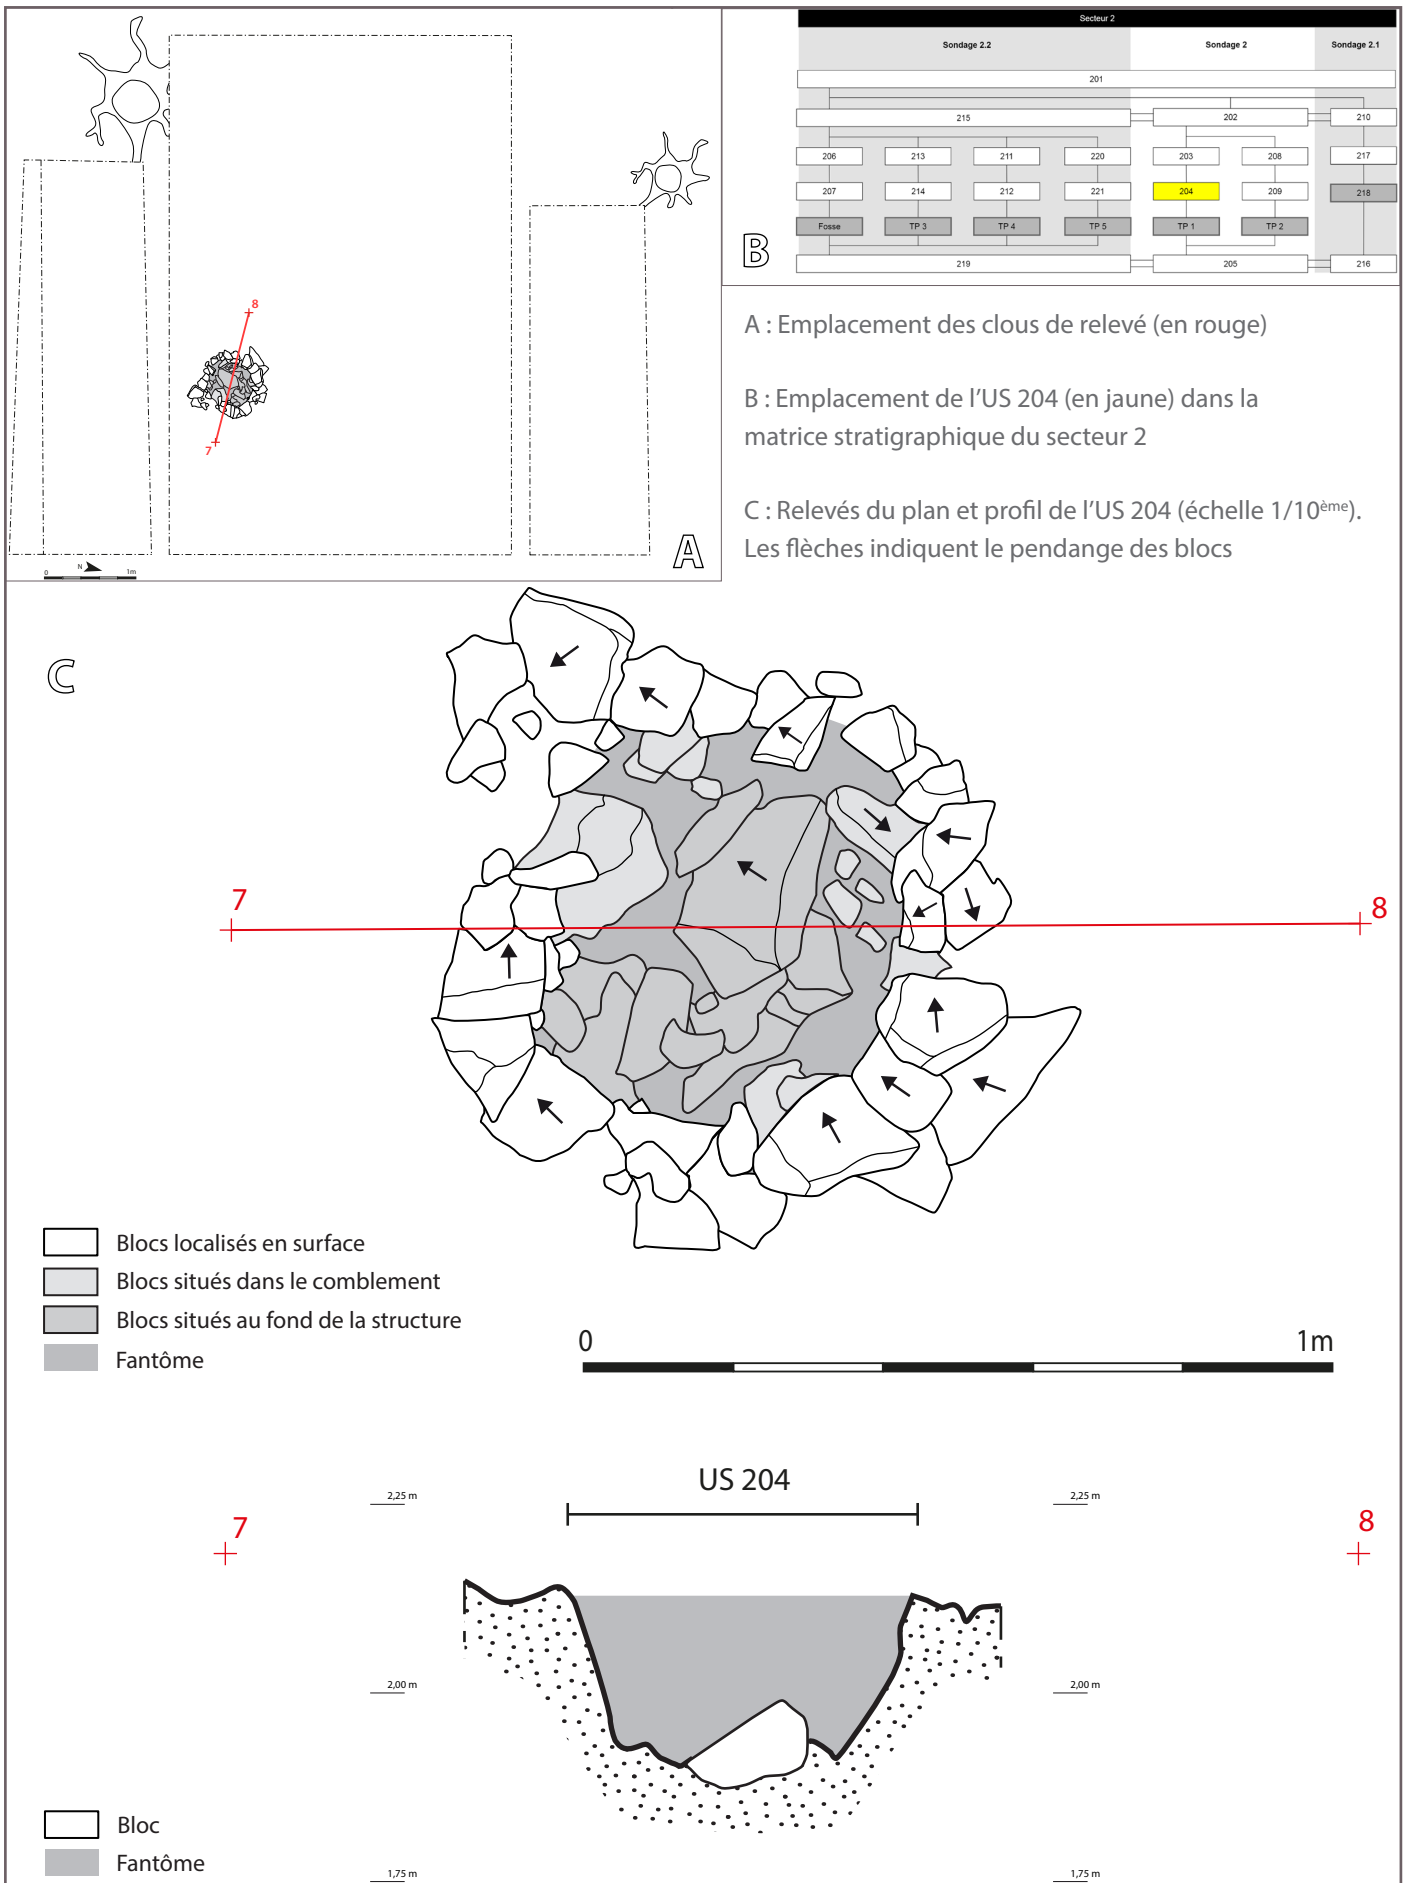 8
7
0
N
1m
A
Secteur 2
Sondage 2.2
Sondage 2
Sondage 2.1
201
215
202
210
206
213
211
220
203
208
217
207
214
212
221
204
209
218
Fosse
TP 3
TP 4
TP 5
TP 1
TP 2
219
205
216
B
A : Emplacement des clous de relevé (en rouge)
B : Emplacement de l'US 204 (en jaune) dans la
matrice stratigraphique du secteur 2
C : Relevés du plan et profil de l'US 204 (échelle 1/10ème).
Les flèches indiquent le pendange des blocs
C
7
8
Blocs localisés en surface
Blocs situés dans le comblement
Blocs situés au fond de la structure
Fantôme
0
1m
US 204
2,25 m
2,25 m
7
8
2,00 m
2,00 m
Bloc
Fantôme
1,75 m
1,75 m